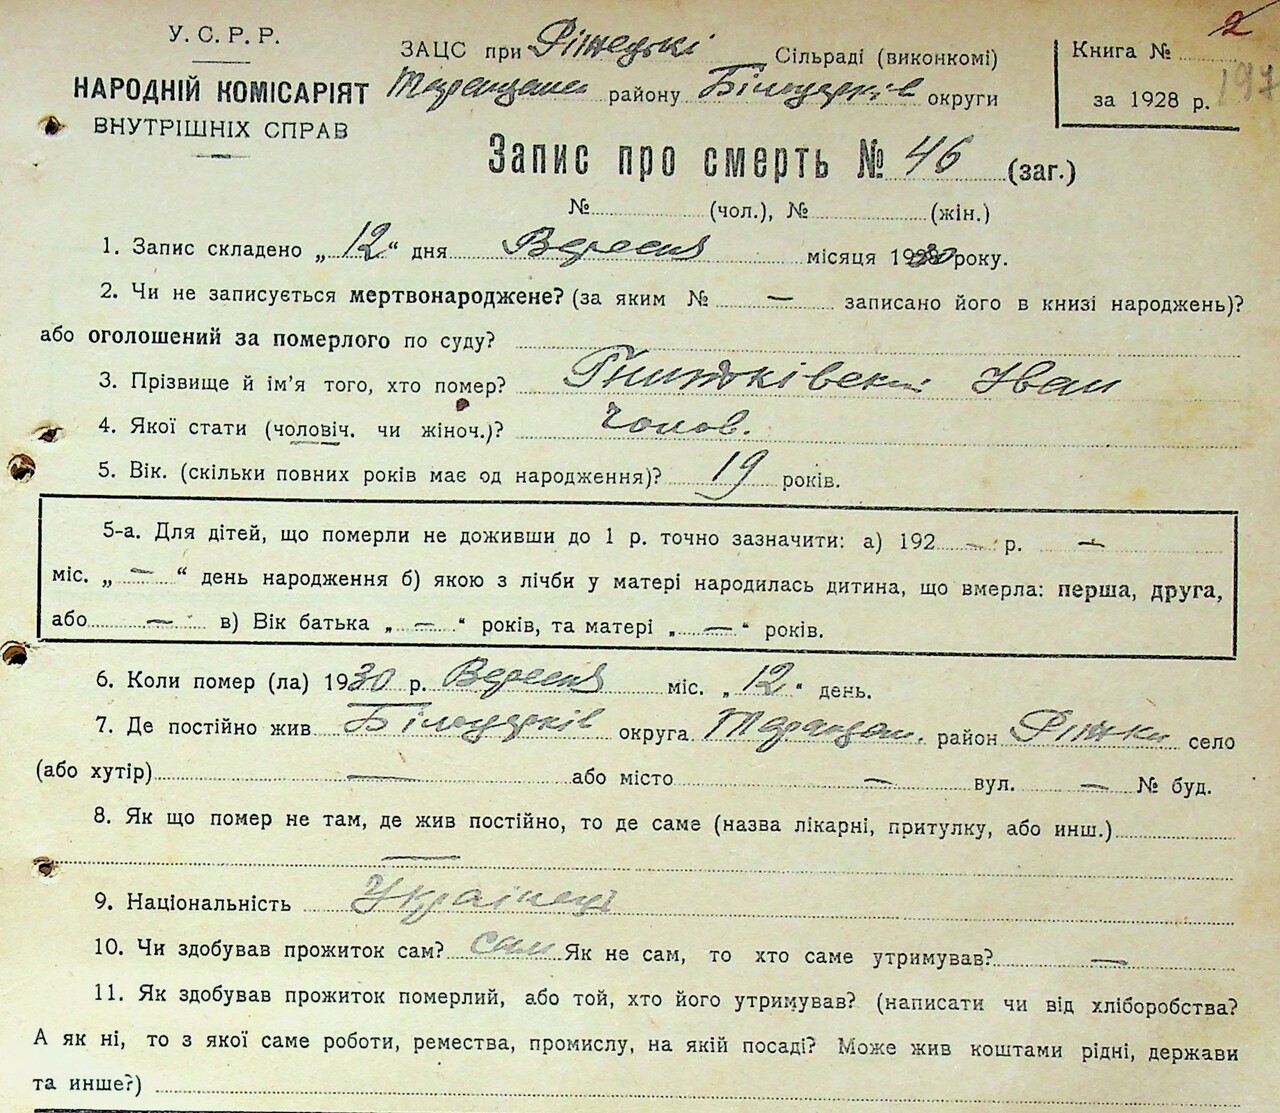 У. С. Р. Р.
НАРОДНІЙ КОМІСАРІЯТ
ВНУТРІШНІХ СПРАВ
ЗАЦС при Ріжецькі Сільраді (виконкомі)
Таращан району Білоцерків округи
Книга №
за 1928 р.
2
197
Запис про смерть № 46 (заг.)
№ (чол.), № (жін.)
1. Запис складено „12“ дня Вересня місяця 1930 року.
2. Чи не записується мертвонароджене? (за яким № — записано його в книзі народжень)?
або оголошений за померлого по суду?
3. Прізвище й ім'я того, хто помер? Іван
4. Якої стати (чоловіч. чи жіноч.)? чолов.
5. Вік. (скільки повних років має од народження)? 19 років.
5-а. Для дітей, що померли не доживши до 1 р. точно зазначити: а) 192 — р. —
міс. „ — “ день народження б) якою з лічби у матері народилась дитина, що вмерла: перша, друга,
або — в) Вік батька „ — “ років, та матері „ — “ років.
6. Коли помер (ла) 1930 р. Вересня міс. „12“ день.
7. Де постійно жив Білоцерків округа Таращан. район Ріжки село
(або хутір) — або місто — вул. — № буд.
8. Як що помер не там, де жив постійно, то де саме (назва лікарні, притулку, або инш.)
—
9. Національність Українець
10. Чи здобував прожиток сам? сам Як не сам, то хто саме утримував? —
11. Як здобував прожиток померлий, або той, хто його утримував? (написати чи від хліборобства?
А як ні, то з якої саме роботи, ремества, промислу, на якій посаді? Може жив коштами рідні, держави
та инше?)